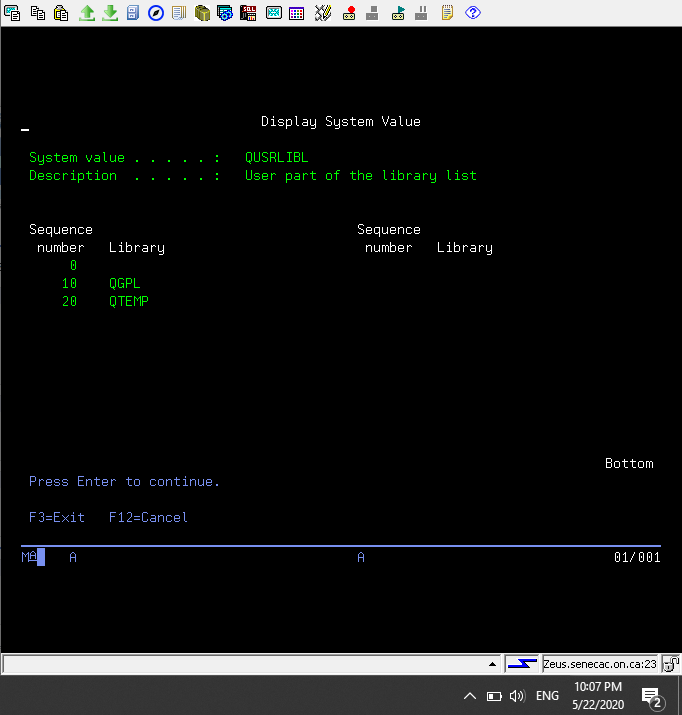 Display System Value
System value . . . . . :   QUSRLIBL
Description  . . . . . :   User part of the library list
Sequence                                 Sequence
number   Library                         number   Library
0
10   QGPL
20   QTEMP
Bottom
Press Enter to continue.
F3=Exit   F12=Cancel
MA   A   A   01/001
Zeus.senecac.on.ca:23
ENG   10:07 PM
5/22/2020   2